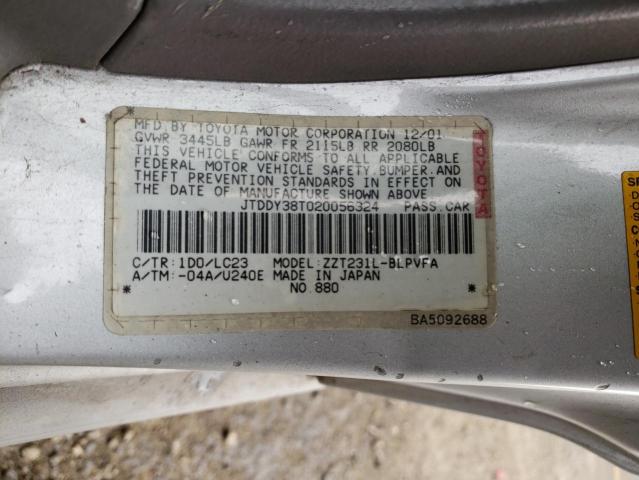 MFD. BY TOYOTA MOTOR CORPORATION 12/01
GVWR 3445LB GAWR FR 2115LB RR 2080LB
THIS VEHICLE CONFORMS TO ALL APPLICABLE
FEDERAL MOTOR VEHICLE SAFETY, BUMPER, AND
THEFT PREVENTION STANDARDS IN EFFECT ON
THE DATE OF MANUFACTURE SHOWN ABOVE.
TOYOTA
JTDDY38T020056324 PASS. CAR
C/TR: 1D0/LC23 MODEL: ZZT231L-BLPVFA
A/TM: -04A/U240E MADE IN JAPAN
NO. 880
BA5092688